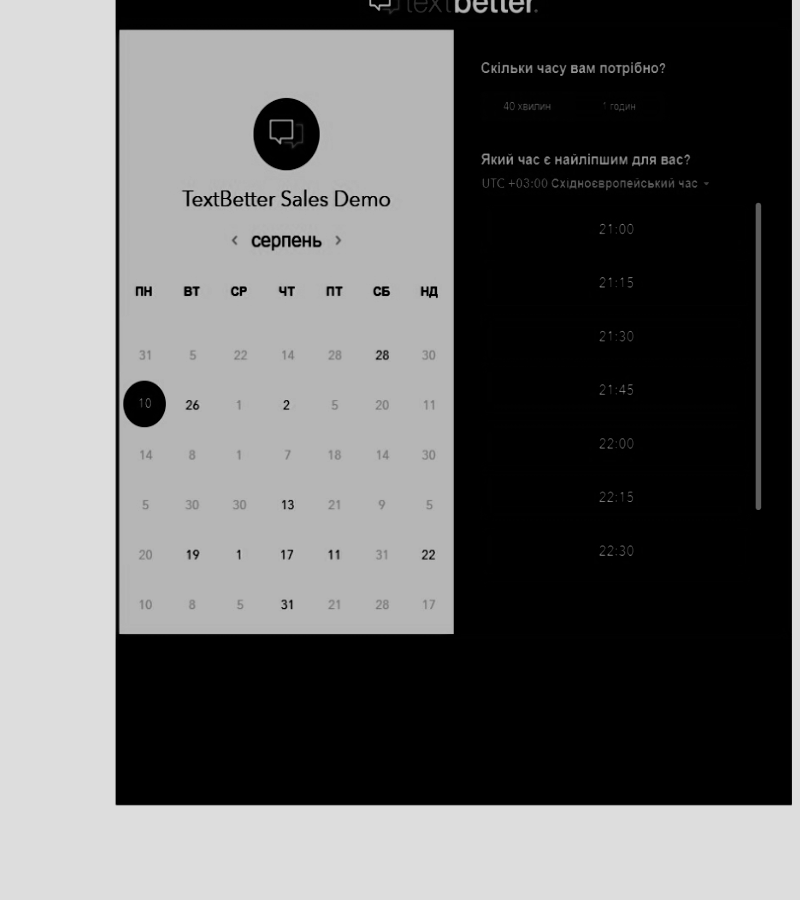 textbetter.
TextBetter Sales Demo
< серпень >
ПН ВТ СР ЧТ ПТ СБ НД
31 5 22 14 28 28 30
10 26 1 2 5 20 11
14 8 1 7 18 14 30
5 30 30 13 21 9 5
20 19 1 17 11 31 22
10 8 5 31 21 28 17
Скільки часу вам потрібно?
40 хвилин 1 годин
Який час є найліпшим для вас?
UTC +03:00 Східноєвропейський час
21:00
21:15
21:30
21:45
22:00
22:15
22:30